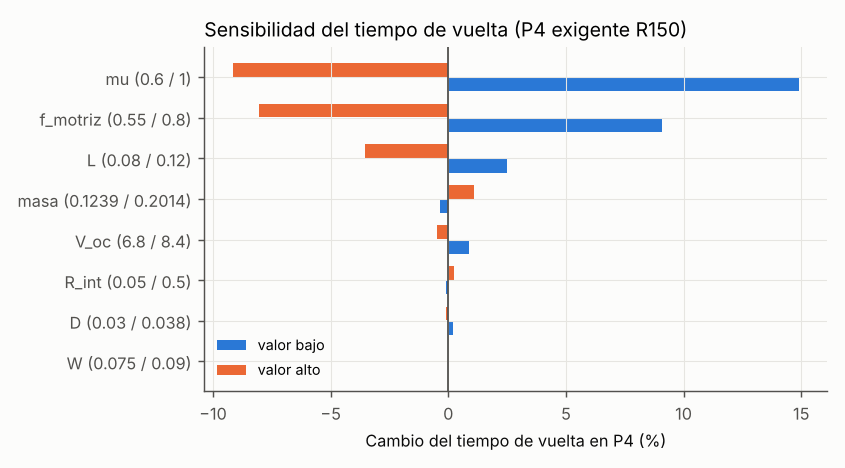 Sensibilidad del tiempo de vuelta (P4 exigente R150)
mu (0.6 / 1)
f_motriz (0.55 / 0.8)
L (0.08 / 0.12)
masa (0.1239 / 0.2014)
V_oc (6.8 / 8.4)
R_int (0.05 / 0.5)
D (0.03 / 0.038)
W (0.075 / 0.09)
valor bajo
valor alto
−10 −5 0 5 10 15
Cambio del tiempo de vuelta en P4 (%)